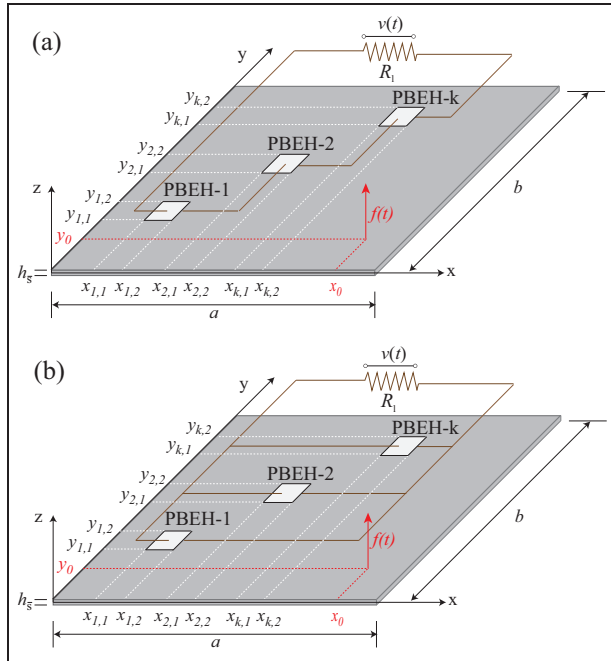 (a)
v(t)
R₁
y
PBEH-k
yₖ,₂
yₖ,₁
PBEH-2
y₂,₂
y₂,₁
b
z
PBEH-1
y₁,₂
y₁,₁
f(t)
y₀
hₛ̄
x
x₁,₁ x₁,₂ x₂,₁ x₂,₂ xₖ,₁ xₖ,₂ x₀
a
(b)
v(t)
R₁
y
PBEH-k
yₖ,₂
yₖ,₁
PBEH-2
y₂,₂
y₂,₁
b
z
PBEH-1
y₁,₂
y₁,₁
f(t)
y₀
hₛ̄
x
x₁,₁ x₁,₂ x₂,₁ x₂,₂ xₖ,₁ xₖ,₂ x₀
a